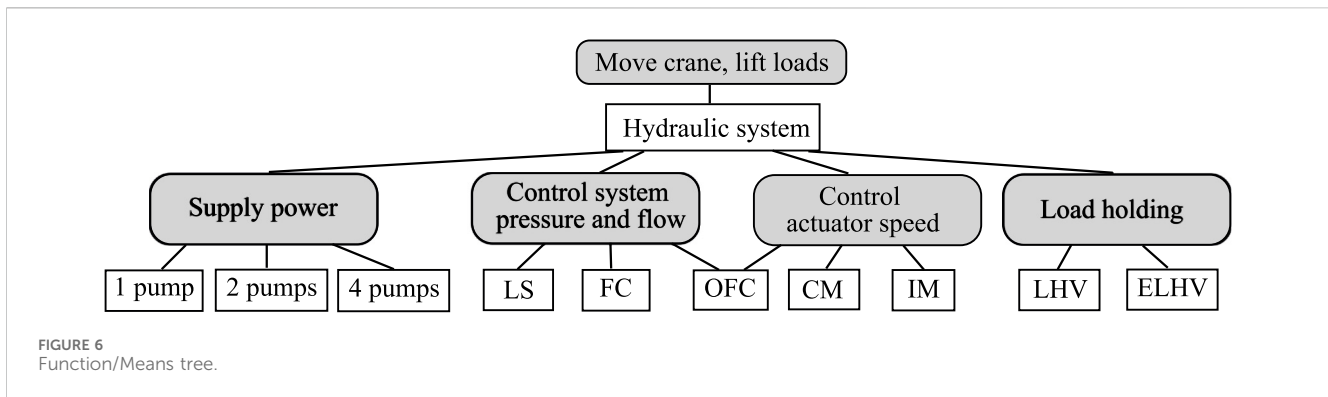 Move crane, lift loads
Hydraulic system
Supply power
Control system
pressure and flow
Control
actuator speed
Load holding
1 pump
2 pumps
4 pumps
LS
FC
OFC
CM
IM
LHV
ELHV
FIGURE 6
Function/Means tree.